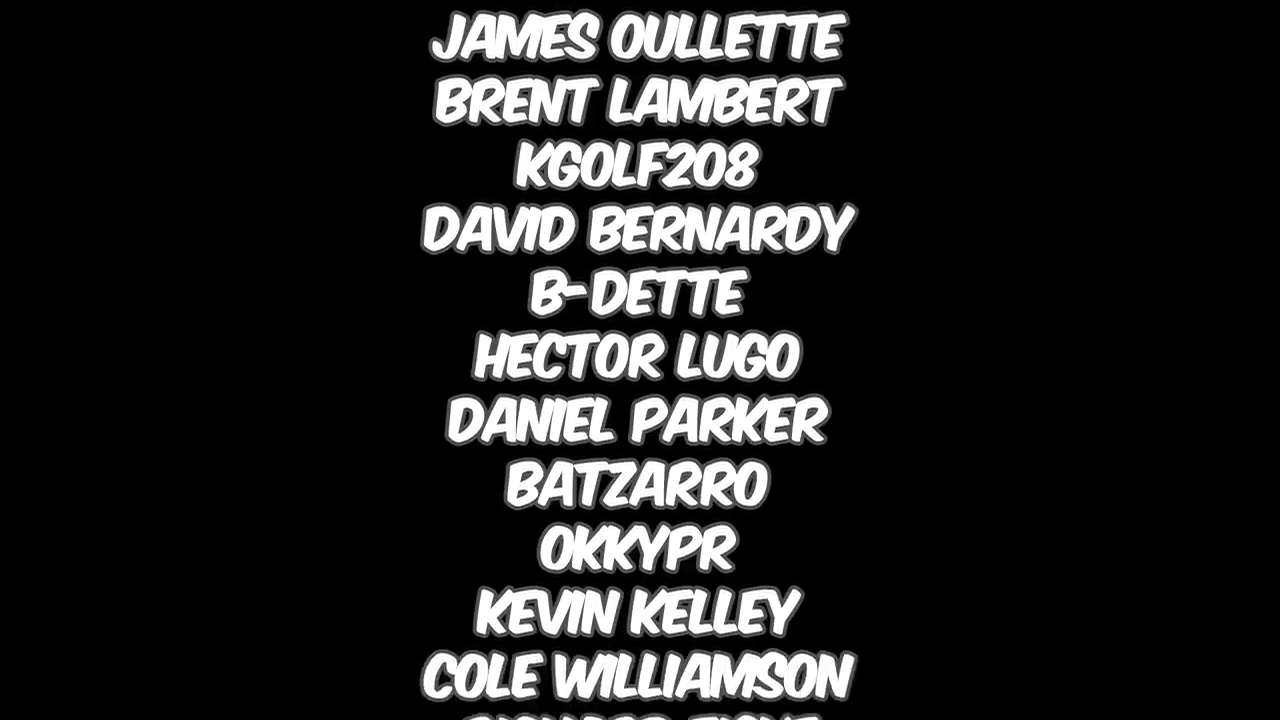 JAMES OULLETTE
BRENT LAMBERT
KGOLF208
DAVID BERNARDY
B-DETTE
HECTOR LUGO
DANIEL PARKER
BATZARRO
OKKYPR
KEVIN KELLEY
COLE WILLIAMSON